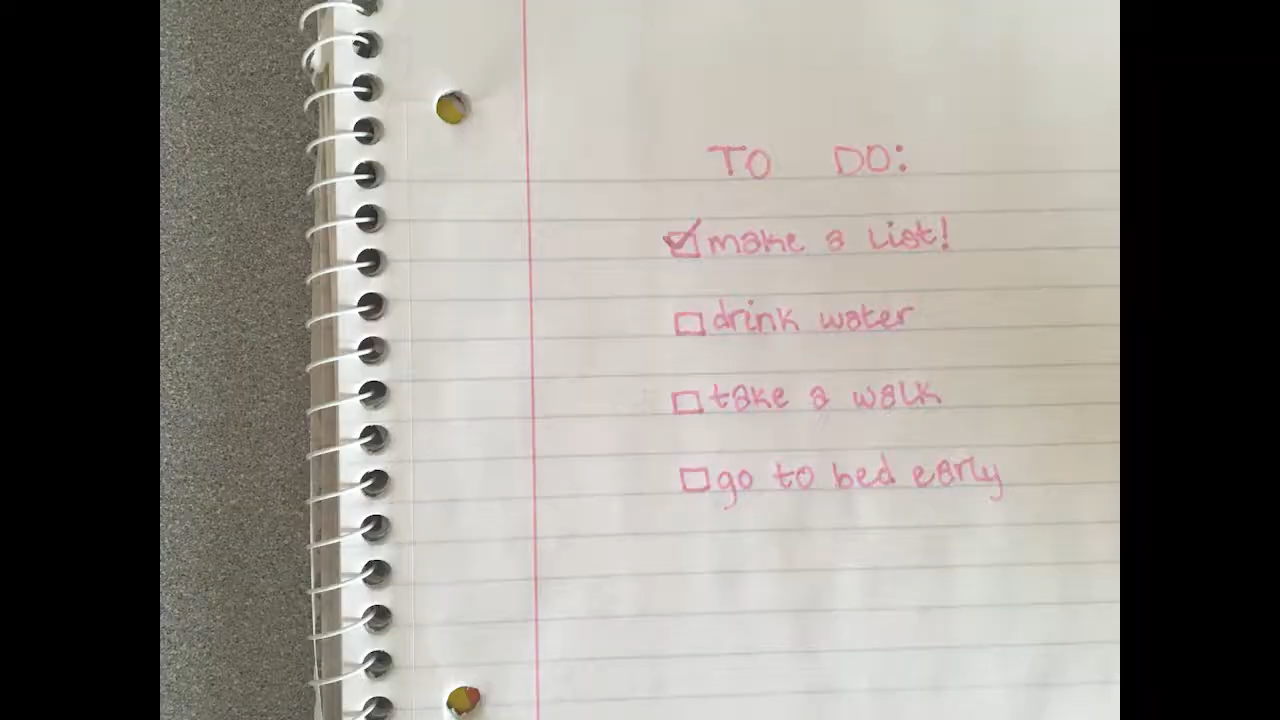 TO DO:
make a list!
drink water
take a walk
go to bed early